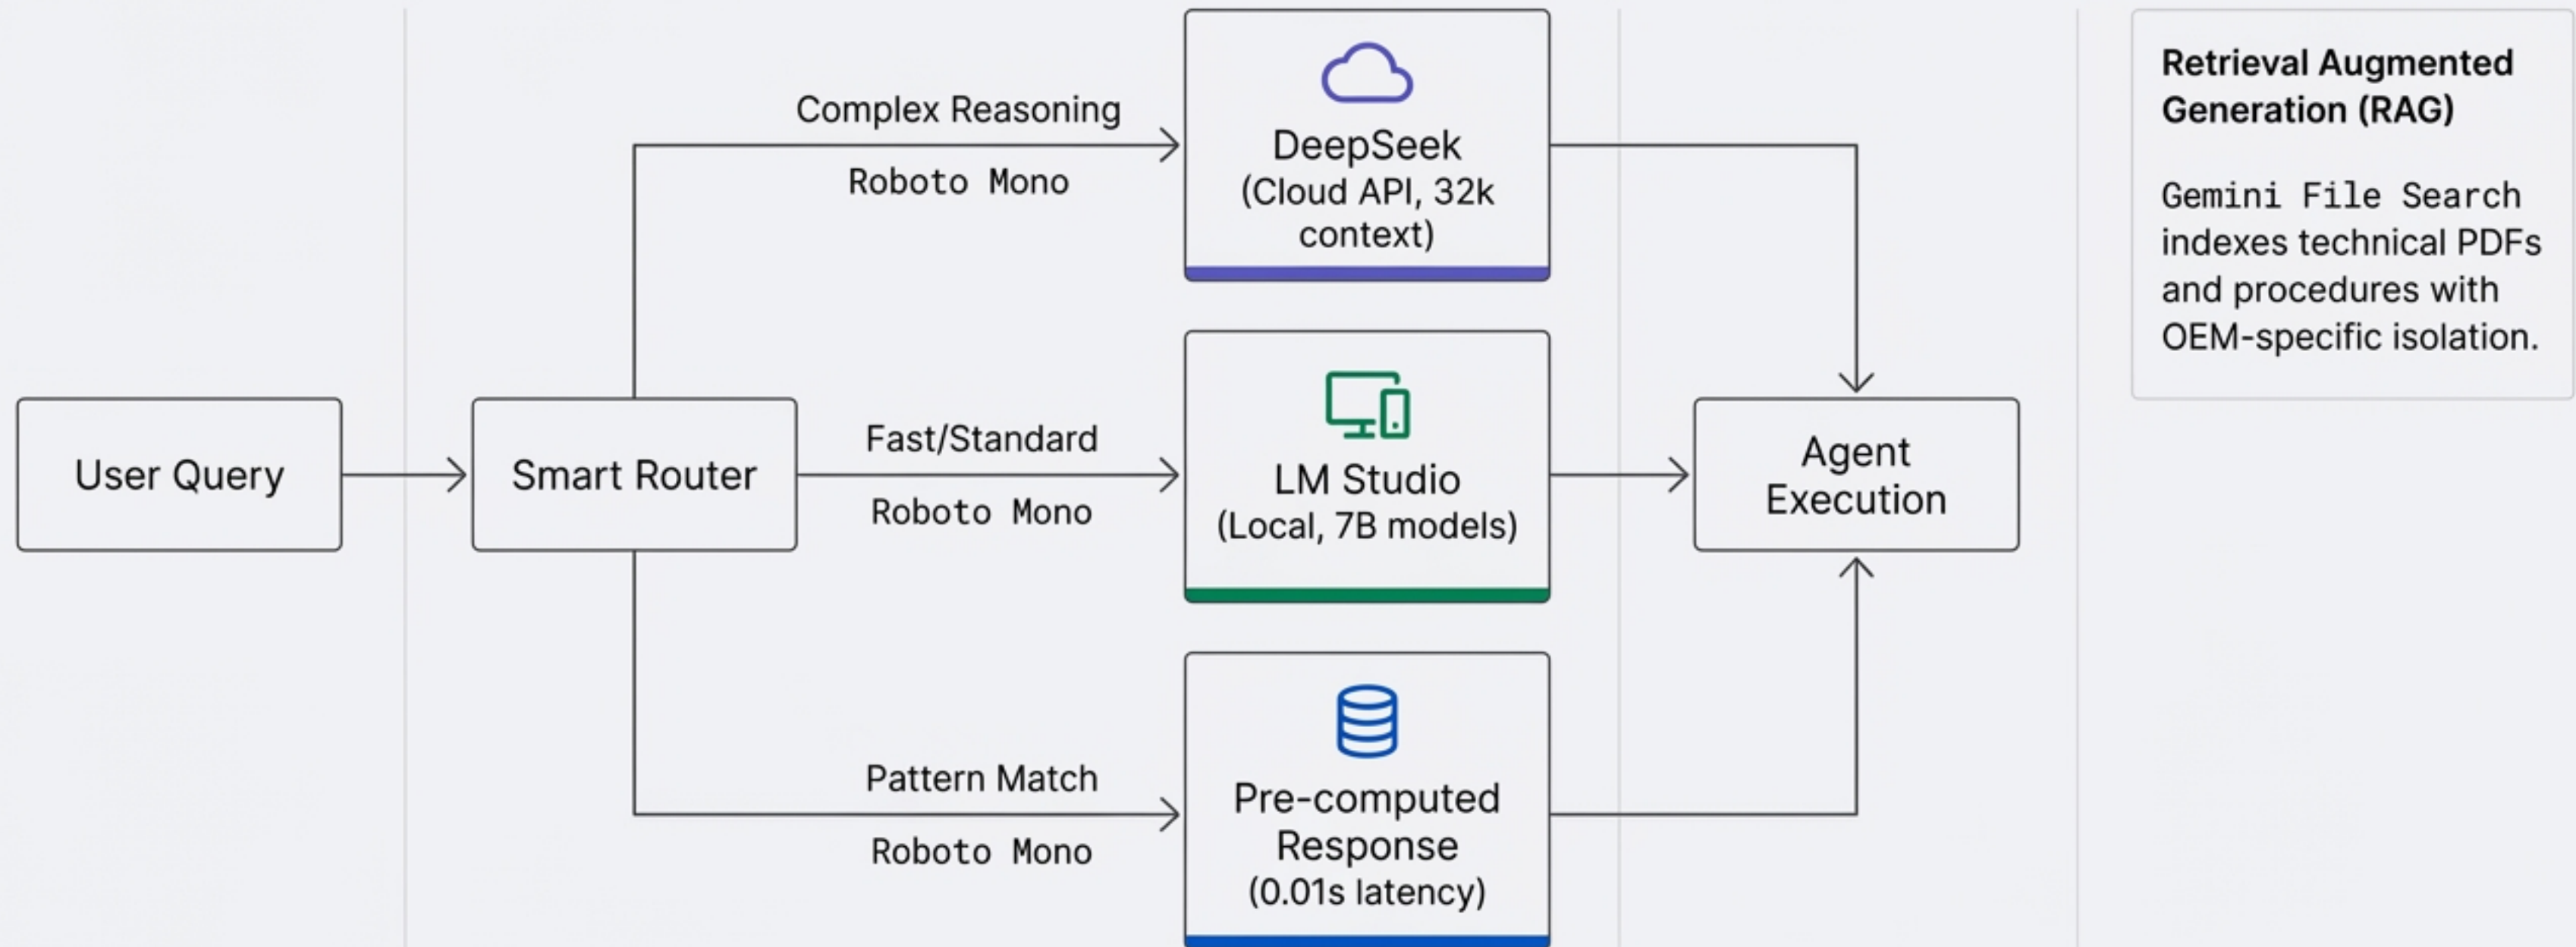 User Query
Smart Router
Complex Reasoning
Roboto Mono
Fast/Standard
Roboto Mono
Pattern Match
Roboto Mono
DeepSeek
(Cloud API, 32k
context)
LM Studio
(Local, 7B models)
Pre-computed
Response
(0.01s latency)
Agent
Execution
Retrieval Augmented
Generation (RAG)
Gemini File Search
indexes technical PDFs
and procedures with
OEM-specific isolation.